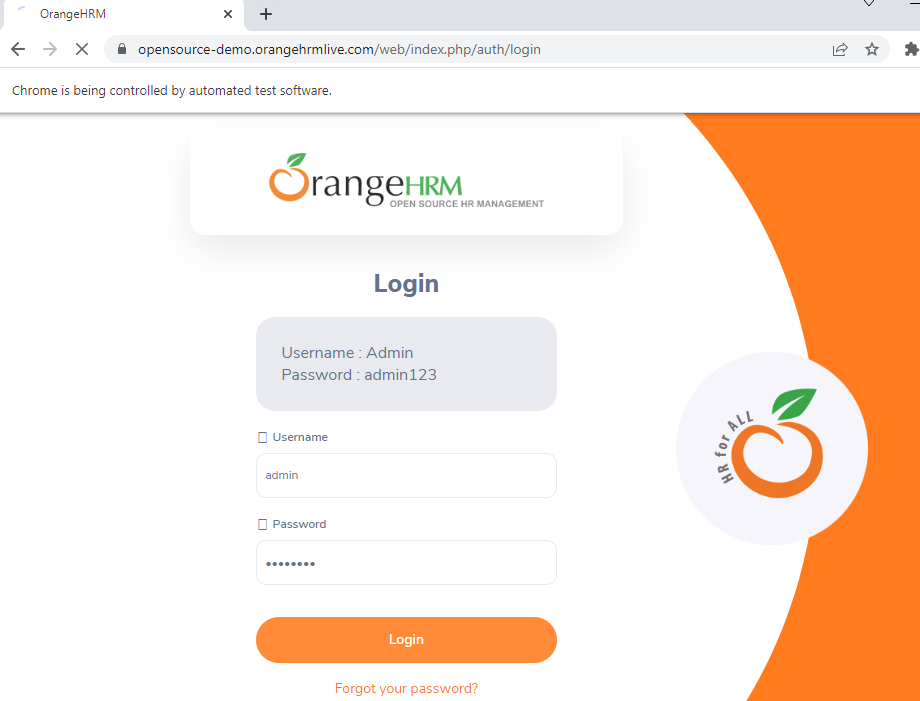 OrangeHRM
opensource-demo.orangehrmlive.com/web/index.php/auth/login
Chrome is being controlled by automated test software.
OrangeHRM
OPEN SOURCE HR MANAGEMENT
Login
Username : Admin
Password : admin123
Username
admin
Password
••••••••
Login
Forgot your password?
HR for ALL